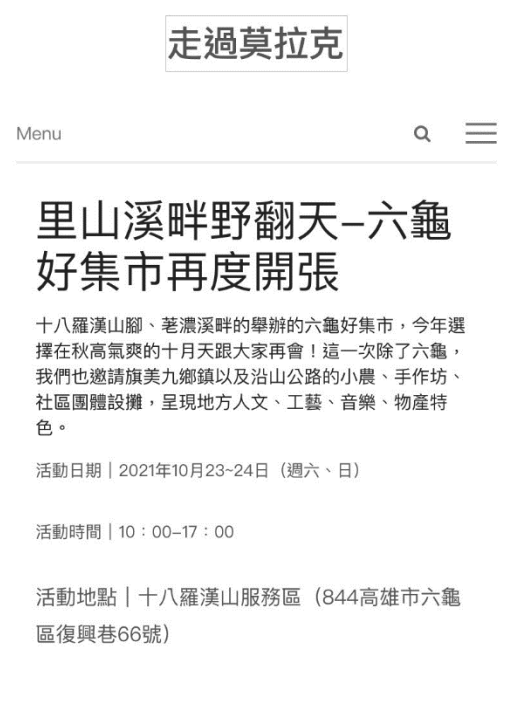 走過莫拉克
Menu
里山溪畔野翻天–六龜
好集市再度開張
十八羅漢山腳、荖濃溪畔的舉辦的六龜好集市，今年選
擇在秋高氣爽的十月天跟大家再會！這一次除了六龜，
我們也邀請旗美九鄉鎮以及沿山公路的小農、手作坊、
社區團體設攤，呈現地方人文、工藝、音樂、物產特
色。
活動日期｜2021年10月23~24日（週六、日）
活動時間｜10：00–17：00
活動地點｜十八羅漢山服務區（844高雄市六龜
區復興巷66號）